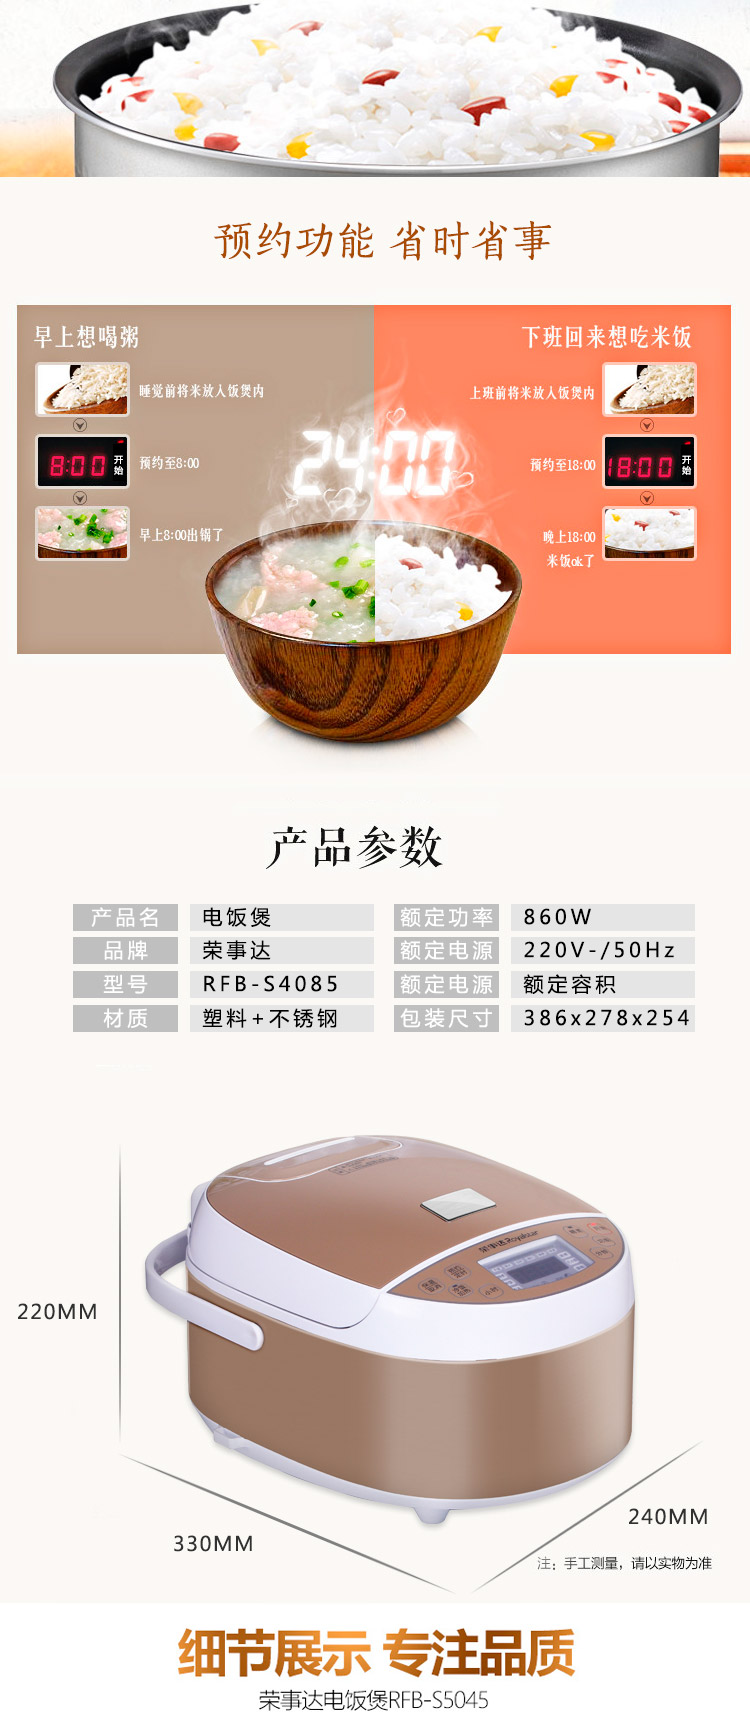 预约功能 省时省事
早上想喝粥
睡觉前将米放入饭煲内
8:00 开始
预约至8:00
早上8:00出锅了
24:00
下班回来想吃米饭
上班前将米放入饭煲内
预约至18:00
18:00 开始
晚上18:00
米饭ok了
产品参数
产品名 电饭煲 额定功率 860W
品牌 荣事达 额定电源 220V-/50Hz
型号 RFB-S4085 额定电源 额定容积
材质 塑料+不锈钢 包装尺寸 386x278x254
荣事达 Royalstar
220MM
330MM
240MM
注：手工测量，请以实物为准
细节展示 专注品质
荣事达电饭煲RFB-S5045